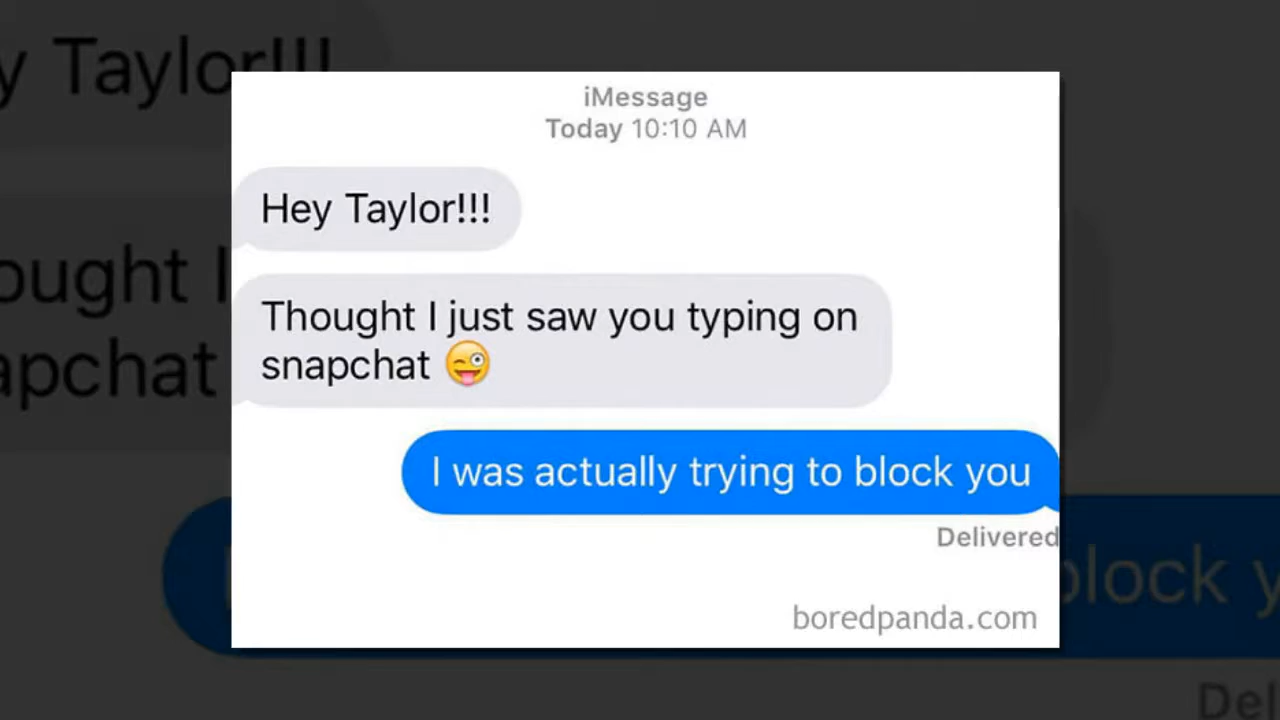 iMessage
Today 10:10 AM
Hey Taylor!!!
Thought I just saw you typing on
snapchat 😜
I was actually trying to block you
Delivered
boredpanda.com